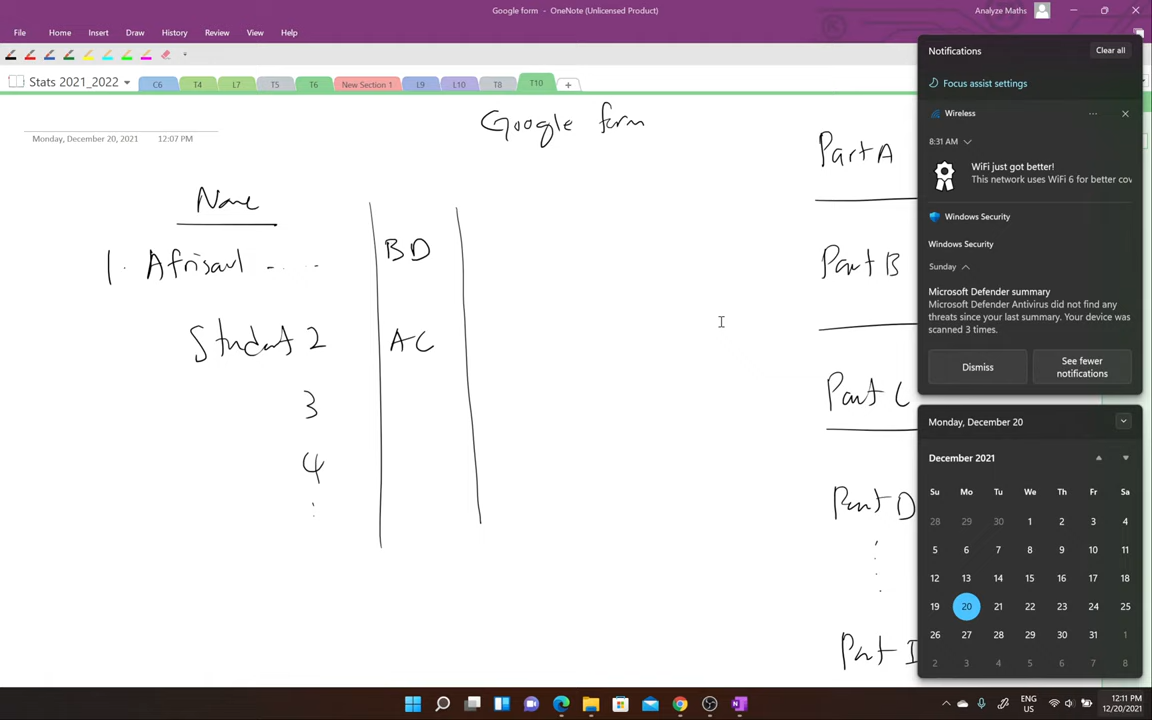 Google form - OneNote (Unlicensed Product)
Analyze Maths
File Home Insert Draw History Review View Help
Stats 2021_2022 C6 T4 L7 T5 T6 New Section 1 L9 L10 T8 T10
Monday, December 20, 2021 12:07 PM
Google form
Name
1. Afrisawl ....
BD
Student 2
AC
3
4
Part A
Part B
Part C
Part D
Part I
Notifications
Clear all
Focus assist settings
Wireless
8:31 AM
WiFi just got better!
This network uses WiFi 6 for better cov
Windows Security
Windows Security
Sunday
Microsoft Defender summary
Microsoft Defender Antivirus did not find any
threats since your last summary. Your device was
scanned 3 times.
Dismiss
See fewer
notifications
Monday, December 20
December 2021
Su Mo Tu We Th Fr Sa
28 29 30 1 2 3 4
5 6 7 8 9 10 11
12 13 14 15 16 17 18
19 20 21 22 23 24 25
26 27 28 29 30 31 1
2 3 4 5 6 7 8
ENG
US
12:11 PM
12/20/2021